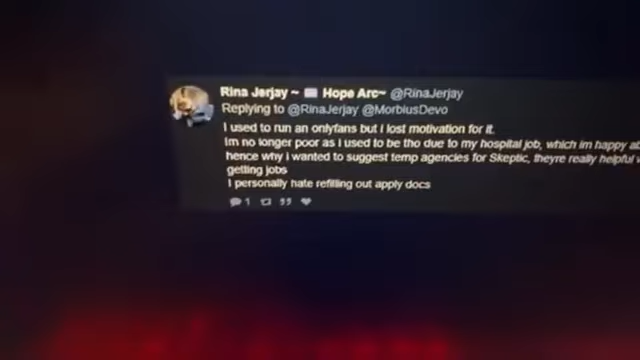 Rina Jerjay ~ Hope Arc~ @RinaJerjay
Replying to @RinaJerjay @MorbiusDevo
I used to run an onlyfans but i lost motivation for it.
Im no longer poor as I used to be tho due to my hospital job, which im happy
hence why i wanted to suggest temp agencies for Skeptic, theyre really helpful
getting jobs
I personally hate refilling out apply docs
1